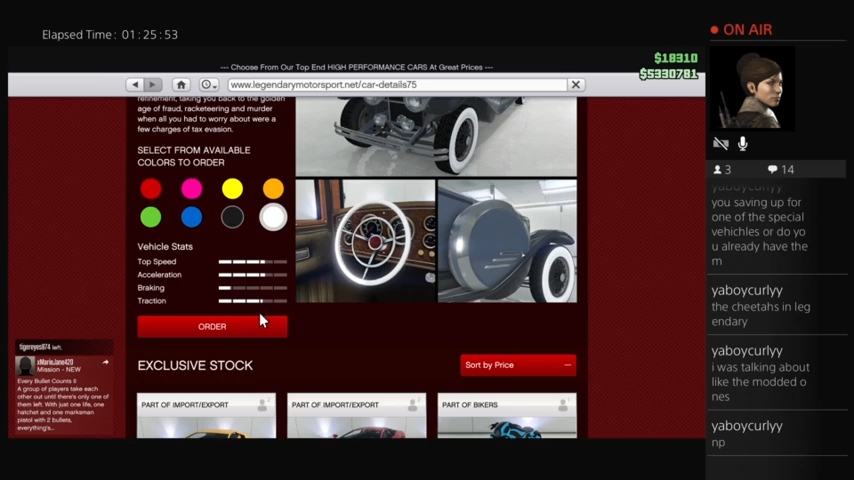 Elapsed Time : 01:25:53
ON AIR
--- Choose From Our Top End HIGH PERFORMANCE CARS At Great Prices ---
$10310
$5330781
www.legendarymotorsport.net/car-details75
refinement, taking you back to the golden
age of fraud, racketeering and murder
when all you had to worry about were a
few charges of tax evasion.
SELECT FROM AVAILABLE
COLORS TO ORDER
Vehicle Stats
Top Speed
Acceleration
Braking
Traction
ORDER
EXCLUSIVE STOCK
Sort by Price
PART OF IMPORT/EXPORT
PART OF IMPORT/EXPORT
PART OF BIKERS
tigereyes874 left.
xMarieJane420
Mission - NEW
Every Bullet Counts II
A group of players take each
other out until there's only one of
them left. With just one life, one
hatchet and one marksman
pistol with 2 bullets,
everything's...
3
14
yaboycurlyy
you saving up for
one of the special
vehichles or do yo
u already have the
m
yaboycurlyy
the cheetahs in leg
endary
yaboycurlyy
i was talking about
like the modded o
nes
yaboycurlyy
np